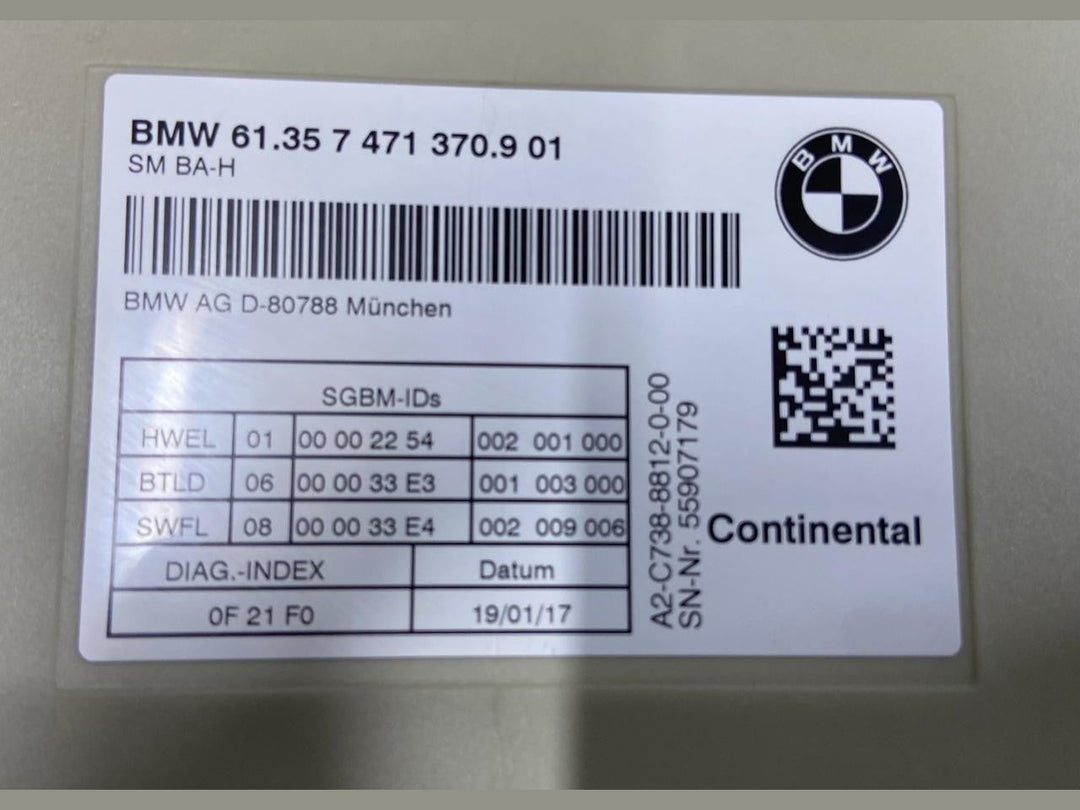 BMW 61.35 7 471 370.9 01
SM BA-H
BMW
BMW AG D-80788 München
SGBM-IDs
HWEL 01 00 00 22 54 002 001 000
BTLD 06 00 00 33 E3 001 003 000
SWFL 08 00 00 33 E4 002 009 006
DIAG.-INDEX Datum
0F 21 F0 19/01/17
A2-C738-8812-0-00
SN-Nr. 55907179
Continental